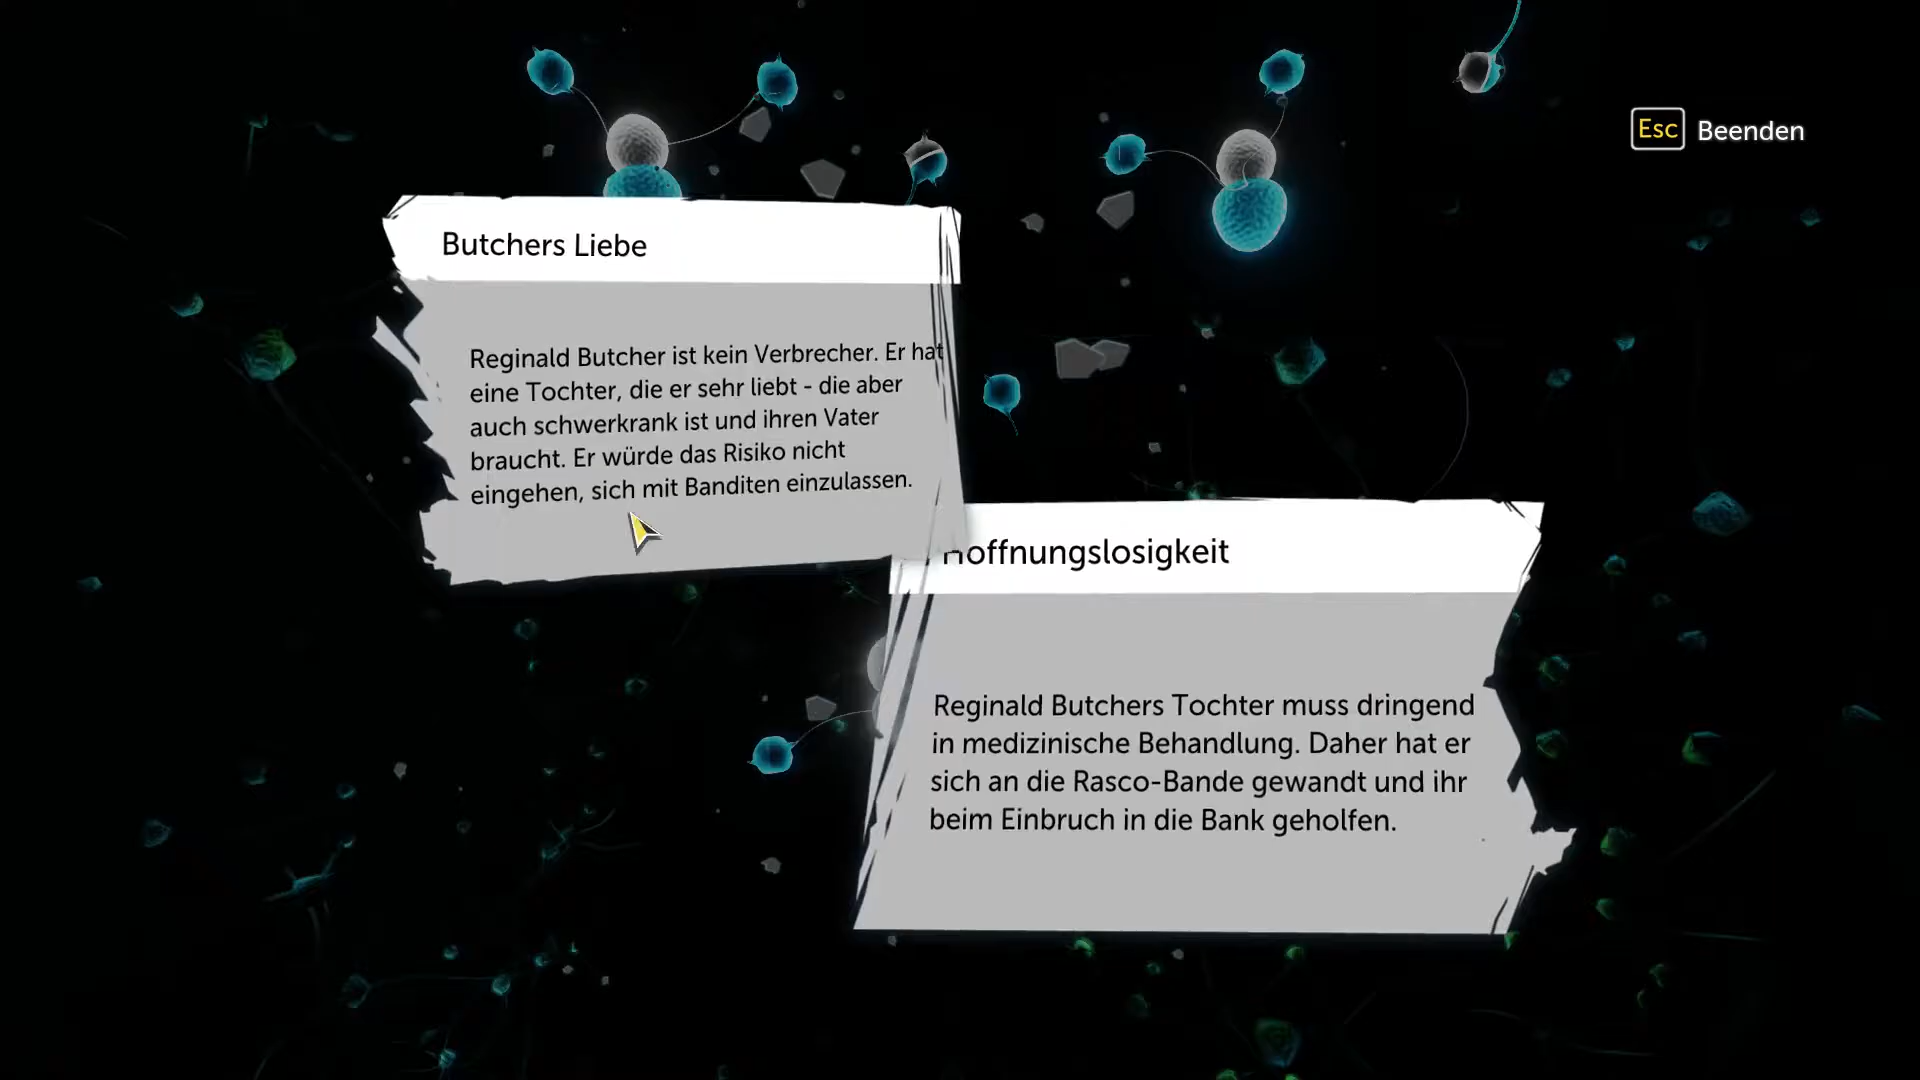 Esc Beenden
Butchers Liebe
Reginald Butcher ist kein Verbrecher. Er hat
eine Tochter, die er sehr liebt - die aber
auch schwerkrank ist und ihren Vater
braucht. Er würde das Risiko nicht
eingehen, sich mit Banditen einzulassen.
Hoffnungslosigkeit
Reginald Butchers Tochter muss dringend
in medizinische Behandlung. Daher hat er
sich an die Rasco-Bande gewandt und ihr
beim Einbruch in die Bank geholfen.